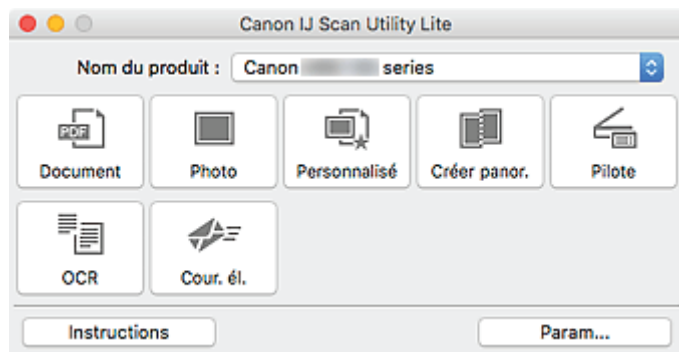 Canon IJ Scan Utility Lite
Nom du produit : Canon series
PDF
Document
Photo
Personnalisé
Créer panor.
Pilote
OCR
Cour. él.
Instructions
Param...